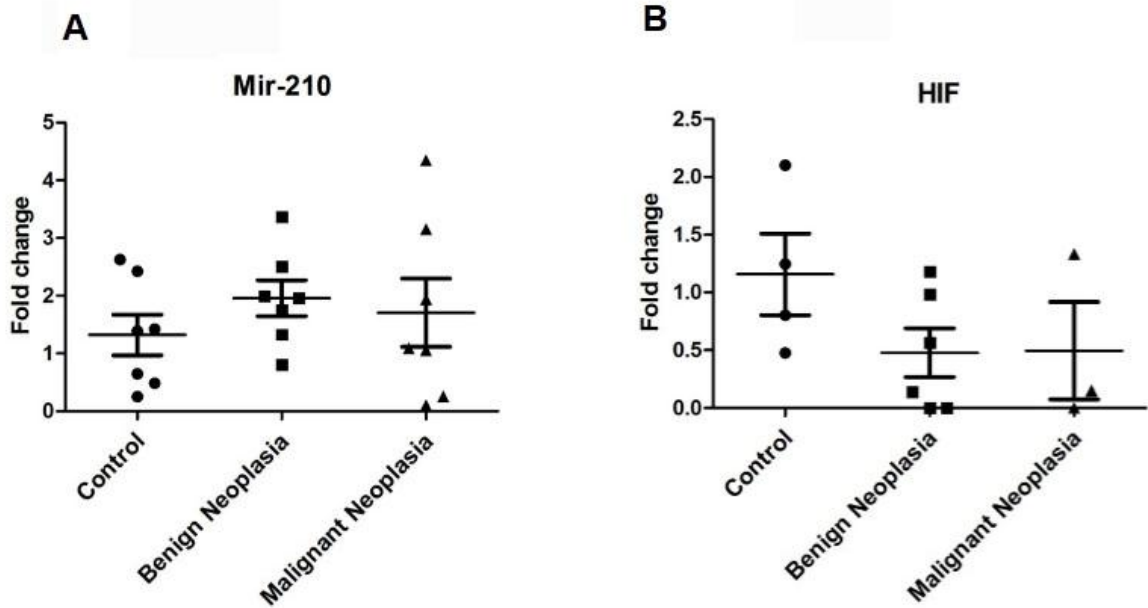 A
Mir-210
Fold change
5
4
3
2
1
0
Control
Benign Neoplasia
Malignant Neoplasia
B
HIF
Fold change
2.5
2.0
1.5
1.0
0.5
0.0
Control
Benign Neoplasia
Malignant Neoplasia